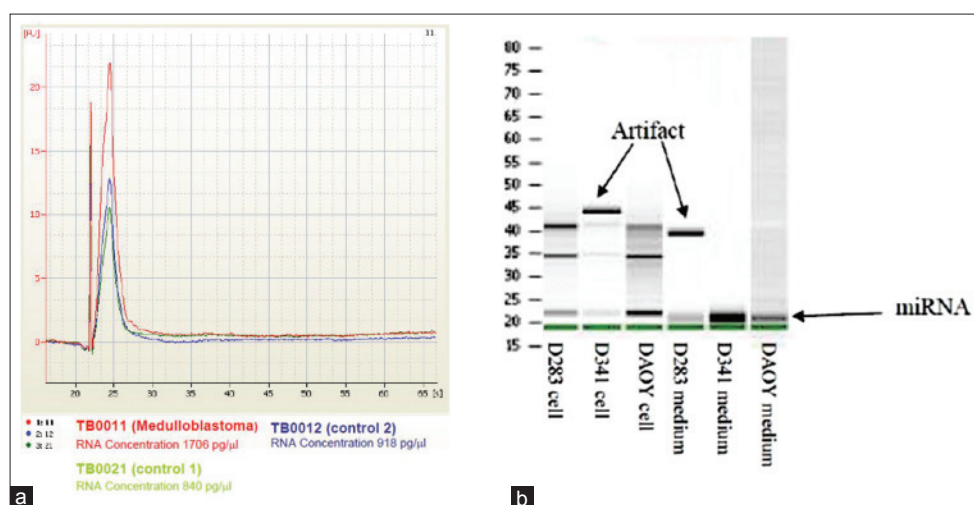 [FU]
11
20
15
10
5
0
20 25 30 35 40 45 50 55 60 65 [s]
TB0011 (Medulloblastoma) TB0012 (control 2)
RNA Concentration 1706 pg/µl RNA Concentration 918 pg/µl
TB0021 (control 1)
RNA Concentration 840 pg/µl
a
80
75
70
65
60
55
50
45
40
35
30
25
20
15
Artifact
miRNA
D283 cell
D341 cell
DAOY cell
D283 medium
D341 medium
DAOY medium
b